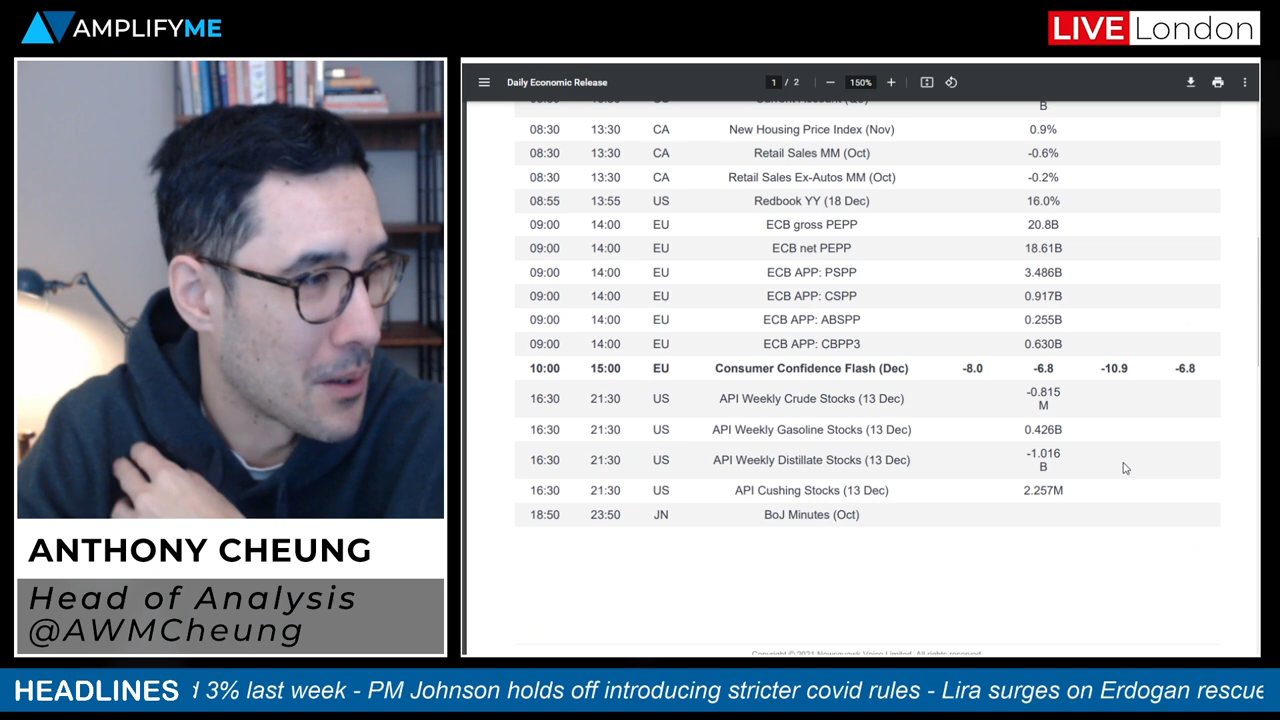 AMPLIFYME
LIVE London
Daily Economic Release
1 / 2
150%
B
08:30 13:30 CA New Housing Price Index (Nov) 0.9%
08:30 13:30 CA Retail Sales MM (Oct) -0.6%
08:30 13:30 CA Retail Sales Ex-Autos MM (Oct) -0.2%
08:55 13:55 US Redbook YY (18 Dec) 16.0%
09:00 14:00 EU ECB gross PEPP 20.8B
09:00 14:00 EU ECB net PEPP 18.61B
09:00 14:00 EU ECB APP: PSPP 3.486B
09:00 14:00 EU ECB APP: CSPP 0.917B
09:00 14:00 EU ECB APP: ABSPP 0.255B
09:00 14:00 EU ECB APP: CBPP3 0.630B
10:00 15:00 EU Consumer Confidence Flash (Dec) -8.0 -6.8 -10.9 -6.8
16:30 21:30 US API Weekly Crude Stocks (13 Dec) -0.815
M
16:30 21:30 US API Weekly Gasoline Stocks (13 Dec) 0.426B
16:30 21:30 US API Weekly Distillate Stocks (13 Dec) -1.016
B
16:30 21:30 US API Cushing Stocks (13 Dec) 2.257M
18:50 23:50 JN BoJ Minutes (Oct)
Copyright © 2021 Newsquawk Voice Limited. All rights reserved.
ANTHONY CHEUNG
Head of Analysis
@AWMCheung
HEADLINES 3% last week - PM Johnson holds off introducing stricter covid rules - Lira surges on Erdogan rescue